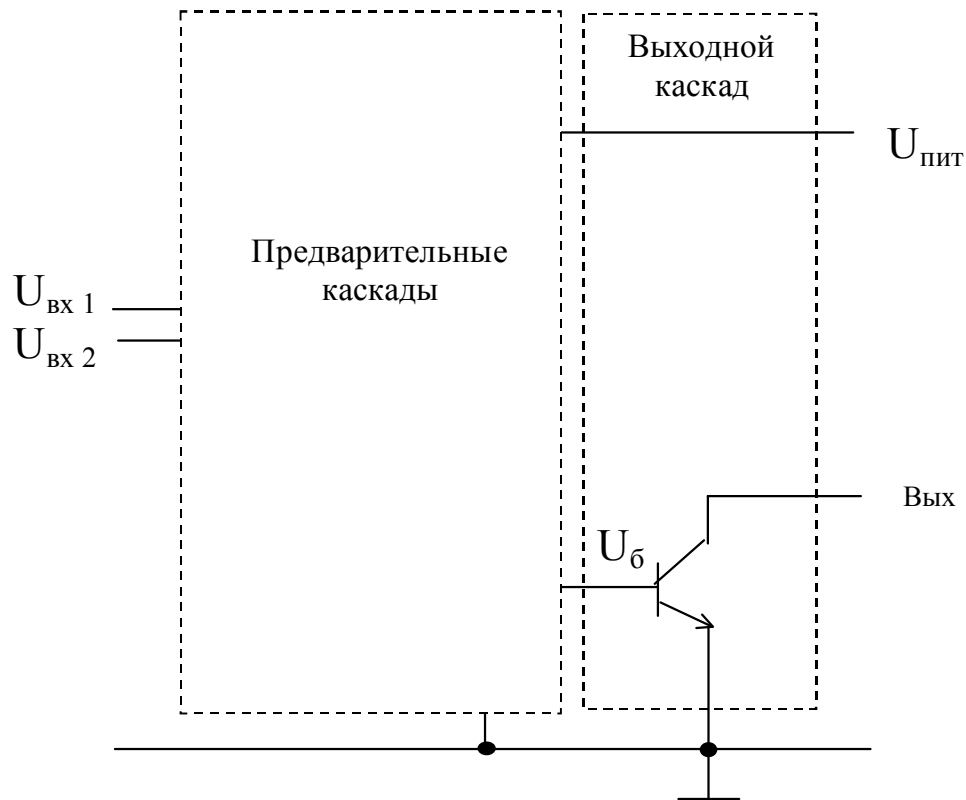 Выходной
каскад
Uпит
Предварительные
каскады
Uвх 1
Uвх 2
Вых
Uб